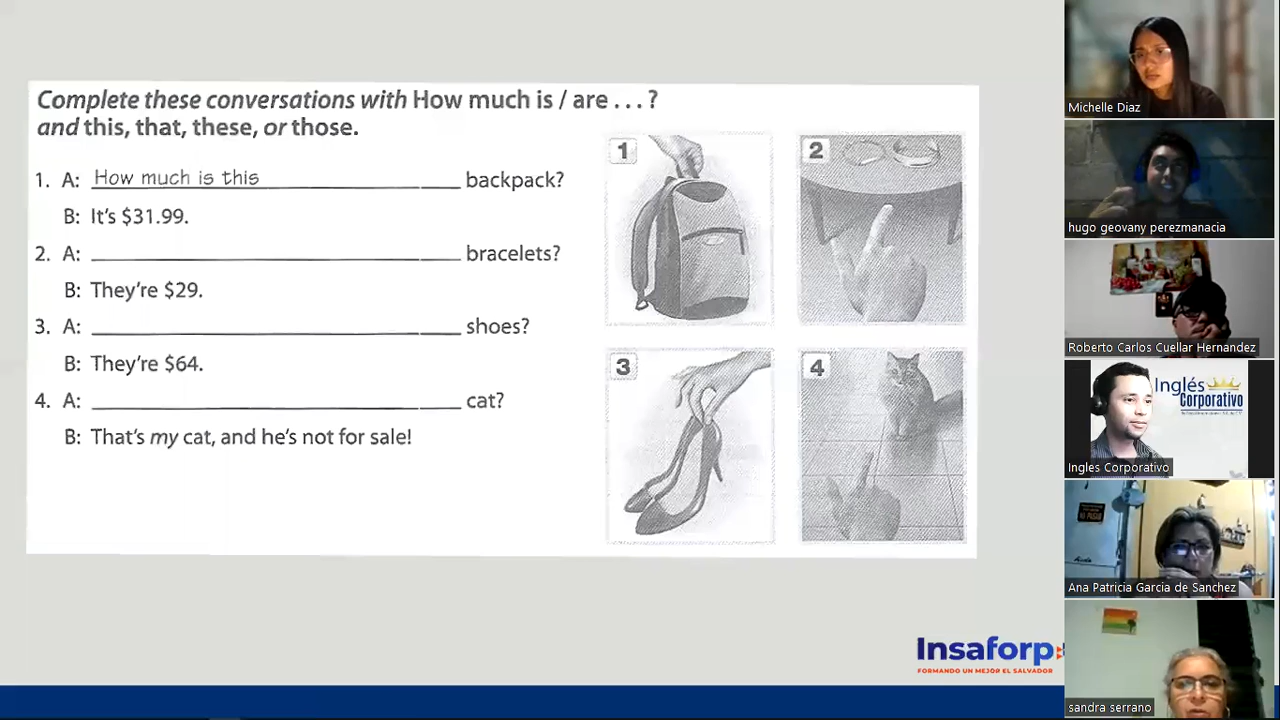 Complete these conversations with How much is / are . . . ?
and this, that, these, or those.
1. A: How much is this backpack?
B: It's $31.99.
2. A: bracelets?
B: They're $29.
3. A: shoes?
B: They're $64.
4. A: cat?
B: That's my cat, and he's not for sale!
1
2
3
4
Insaforp
FORMANDO UN MEJOR EL SALVADOR
Michelle Diaz
hugo geovany perezmanacia
Roberto Carlos Cuellar Hernandez
Inglés
Corporativo
Ingles Corporativo
Ana Patricia Garcia de Sanchez
sandra serrano